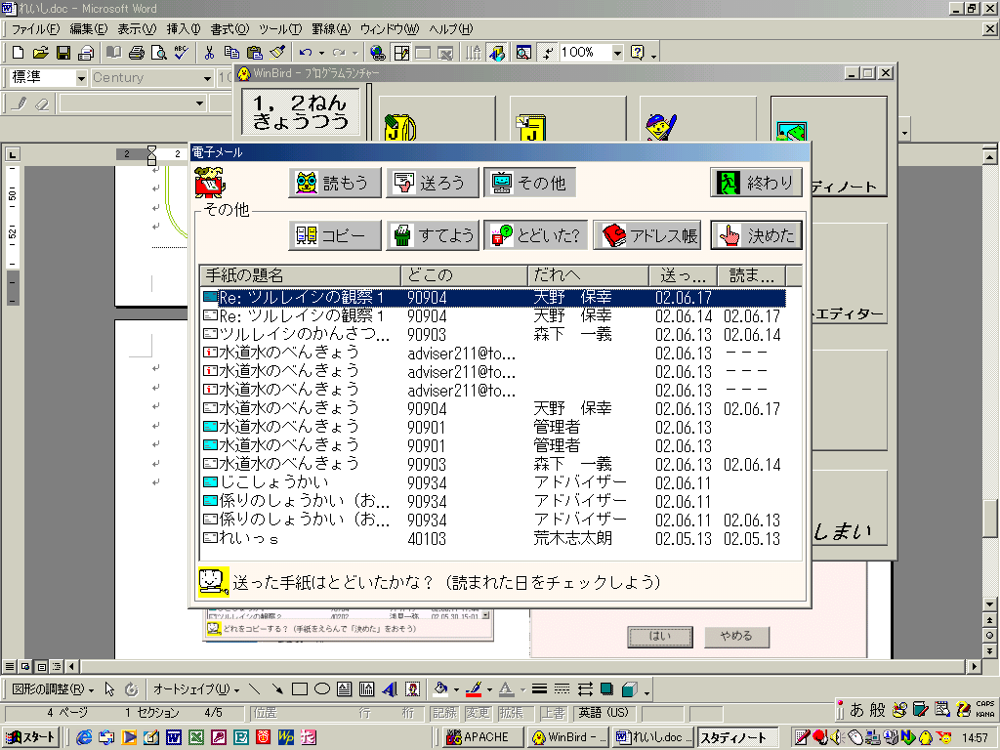 れいし.doc - Microsoft Word
ファイル(F) 編集(E) 表示(V) 挿入(I) 書式(O) ツール(T) 罫線(A) ウィンドウ(W) ヘルプ(H)
100%
標準 Century 10
WinBird - プログラムランチャー
1，2ねん
きょうつう
電子メール
読もう 送ろう その他 終わり
ディノート
その他
コピー すてよう とどいた? アドレス帳 決めた
手紙の題名 どこの だれへ 送っ... 読ま...
Re: ツルレイシの観察１ 90904 天野　保幸 02.06.17
Re: ツルレイシの観察１ 90904 天野　保幸 02.06.14 02.06.17
エディター
ツルレイシのかんさつ... 90903 森下　一義 02.06.13 02.06.14
水道水のべんきょう adviser211@to... 02.06.13 ---
水道水のべんきょう adviser211@to... 02.06.13 ---
水道水のべんきょう adviser211@to... 02.06.13 ---
水道水のべんきょう 90904 天野　保幸 02.06.13 02.06.17
水道水のべんきょう 90901 管理者 02.06.13
水道水のべんきょう 90901 管理者 02.06.13
水道水のべんきょう 90903 森下　一義 02.06.13 02.06.14
じこしょうかい 90934 アドバイザー 02.06.11
係りのしょうかい（お... 90934 アドバイザー 02.06.11
係りのしょうかい（お... 90934 アドバイザー 02.06.11 02.06.13
しまい
れいっｓ 40103 荒木志太朗 02.05.13 02.05.13
送った手紙はとどいたかな？（読まれた日をチェックしよう）
どれをコピーする？（手紙をえらんで「決めた」をおそう）
はい やめる
図形の調整(R) オートシェイプ(U)
4 ページ 1 セクション 4/5 位置 行 桁 記録 変更 拡張 上書 英語 (US)
あ 般 CAPS KANA
スタート APACHE WinBird - ... れいし.doc ... スタディノート 14:57